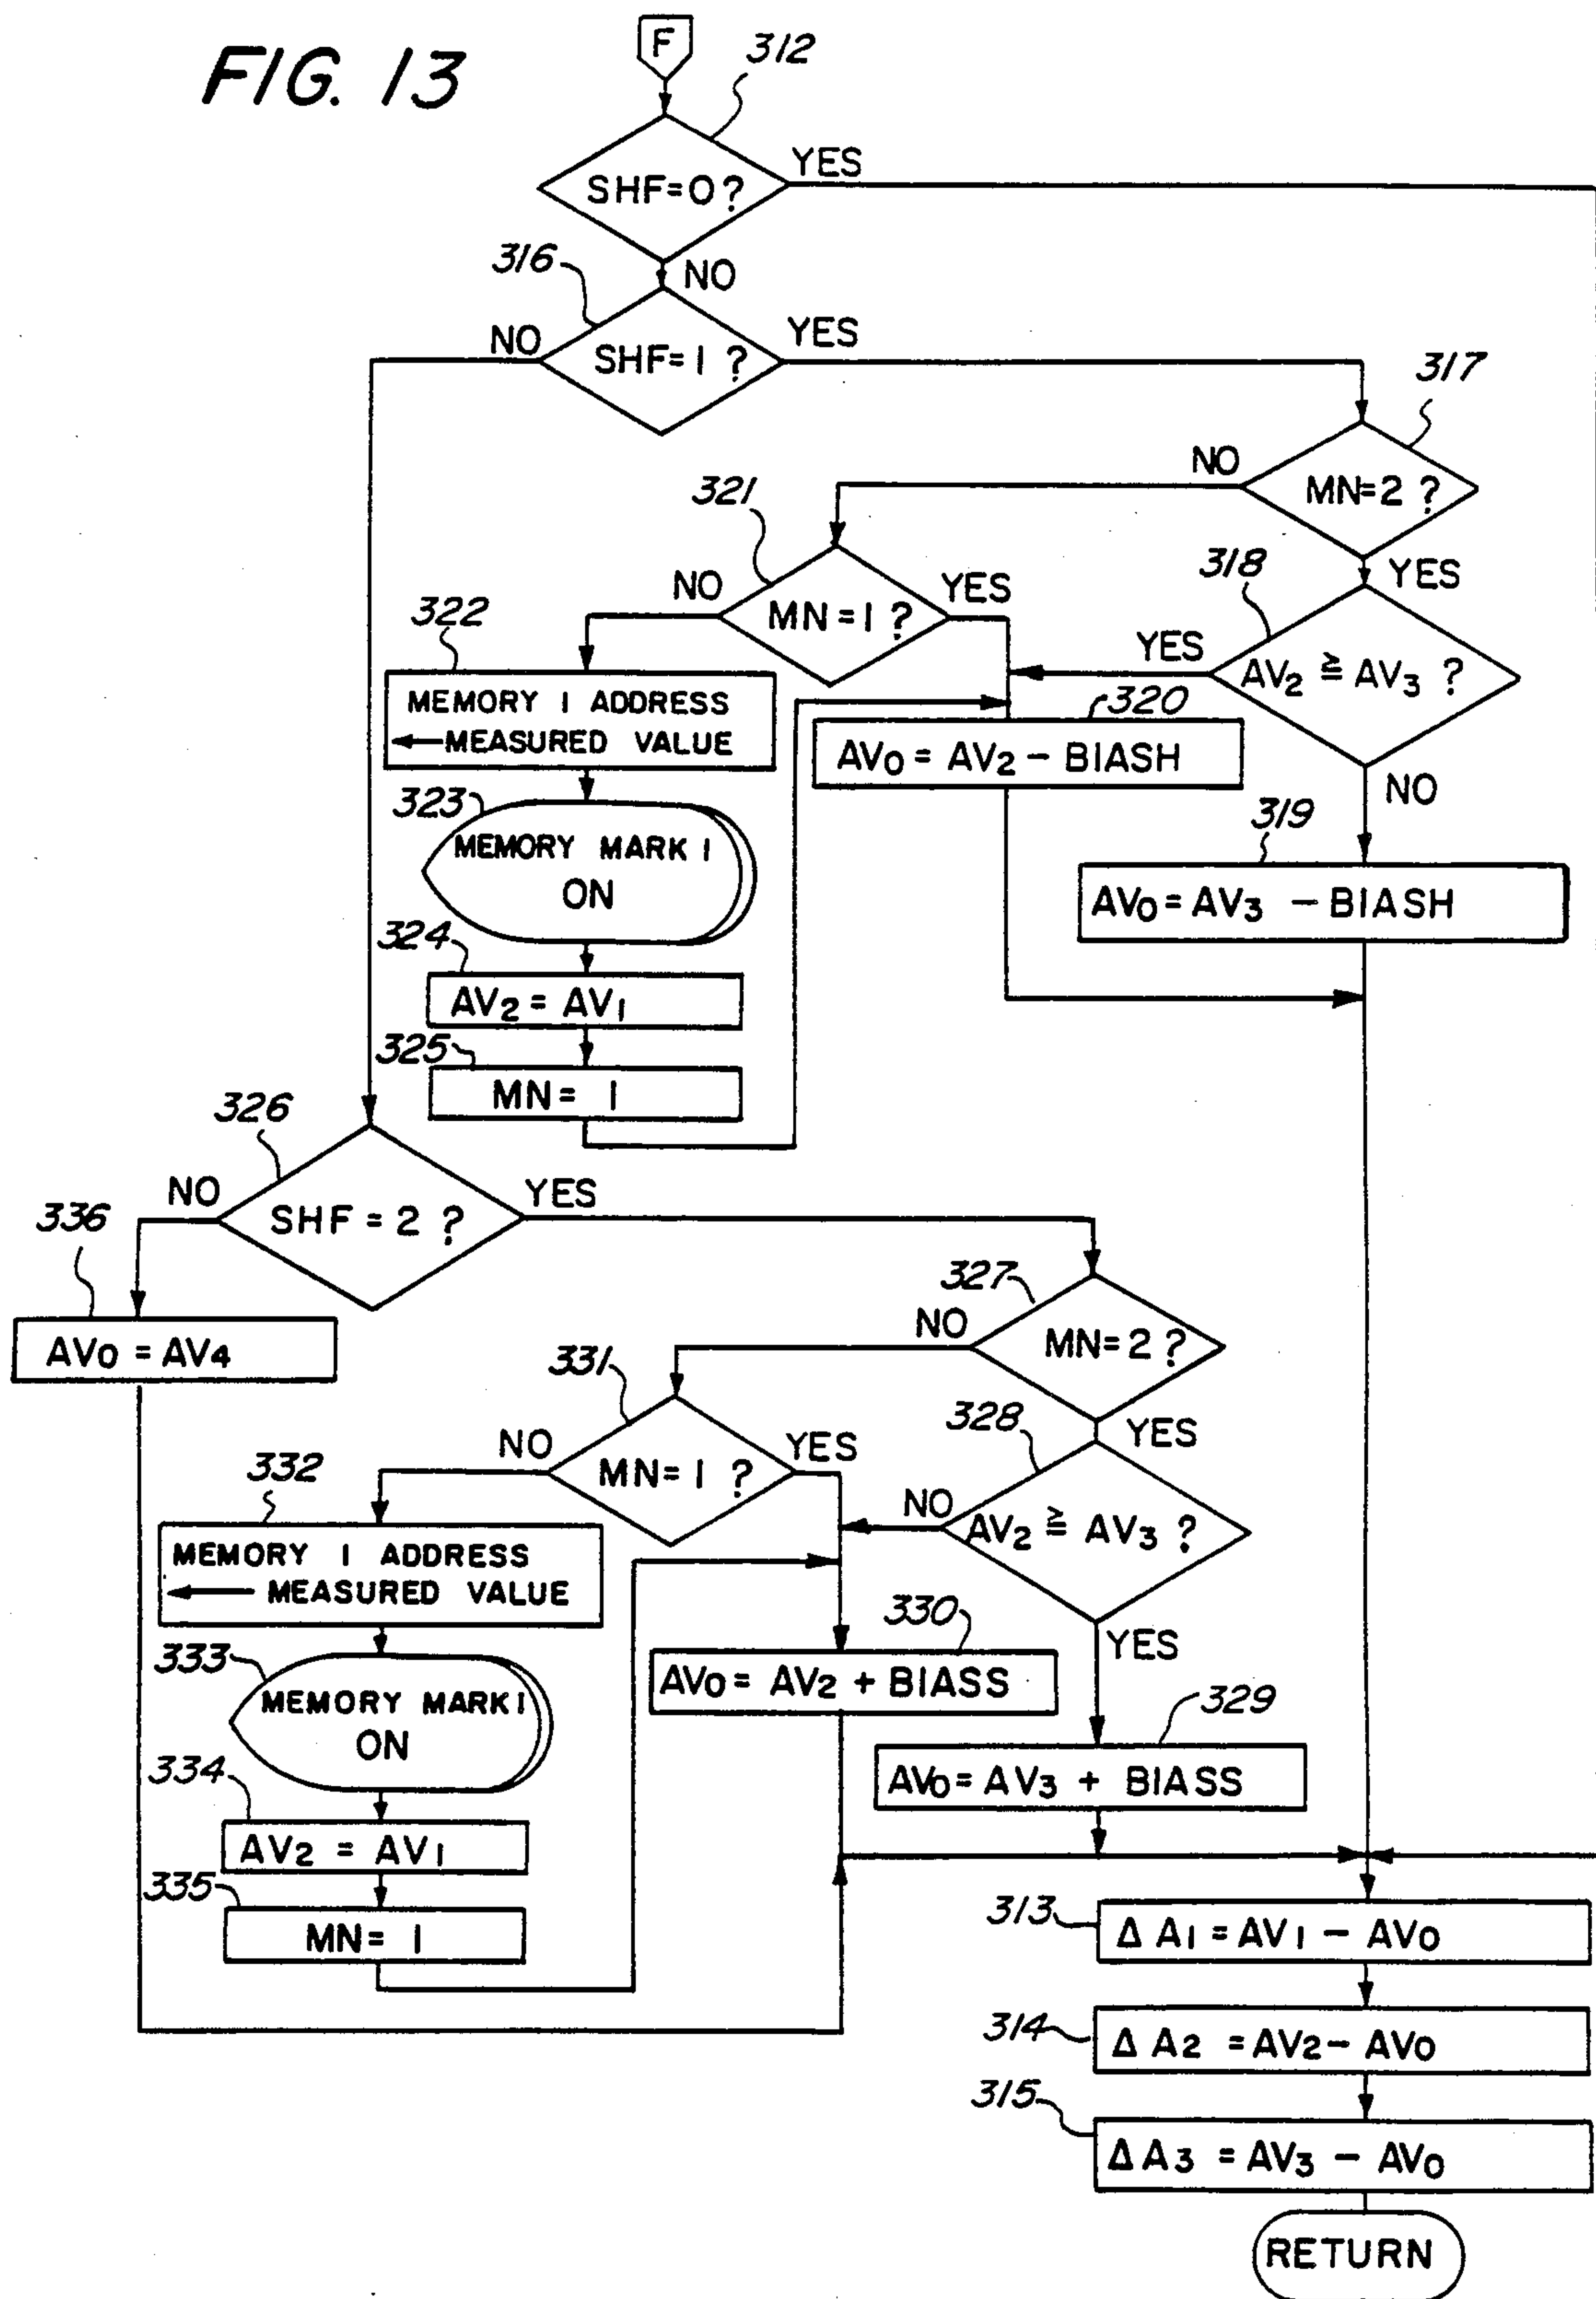 FIG. 13
F
312
SHF=0?
YES
316
NO
NO
SHF=1 ?
YES
317
NO
MN=2 ?
321
318
YES
NO
MN=1 ?
YES
YES
AV2 ≧ AV3 ?
322
MEMORY 1 ADDRESS
←MEASURED VALUE
320
AV0 = AV2 - BIASH
NO
323
MEMORY MARK 1
ON
319
AV0 = AV3 - BIASH
324
AV2 = AV1
325
MN= 1
326
NO
SHF = 2 ?
YES
336
327
NO
MN=2 ?
AV0 = AV4
331
328
YES
NO
MN=1 ?
YES
332
NO
AV2 ≧ AV3 ?
MEMORY 1 ADDRESS
← MEASURED VALUE
330
AV0 = AV2 + BIASS
YES
333
MEMORY MARK 1
ON
329
AV0 = AV3 + BIASS
334
AV2 = AV1
335
MN= 1
313
Δ A1 = AV1 - AV0
314
Δ A2 = AV2 - AV0
315
Δ A3 = AV3 - AV0
RETURN